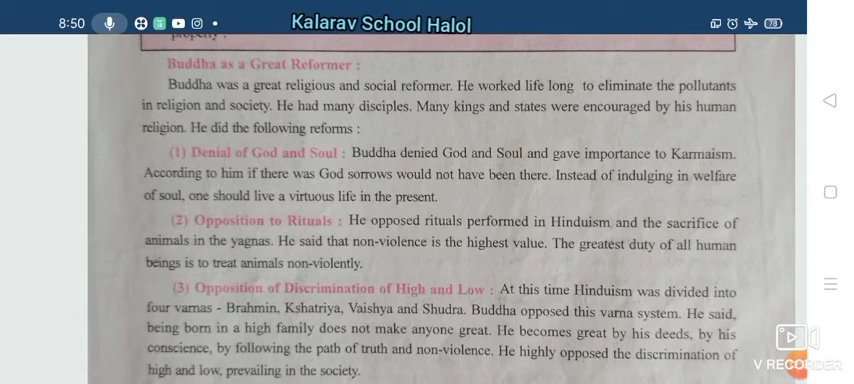 8:50
Kalarav School Halol
78
property.
Buddha as a Great Reformer :
Buddha was a great religious and social reformer. He worked life long to eliminate the pollutants
in religion and society. He had many disciples. Many kings and states were encouraged by his human
religion. He did the following reforms :
(1) Denial of God and Soul : Buddha denied God and Soul and gave importance to Karmaism.
According to him if there was God sorrows would not have been there. Instead of indulging in welfare
of soul, one should live a virtuous life in the present.
(2) Opposition to Rituals : He opposed rituals performed in Hinduism and the sacrifice of
animals in the yagnas. He said that non-violence is the highest value. The greatest duty of all human
beings is to treat animals non-violently.
(3) Opposition of Discrimination of High and Low : At this time Hinduism was divided into
four varnas - Brahmin, Kshatriya, Vaishya and Shudra. Buddha opposed this varna system. He said,
being born in a high family does not make anyone great. He becomes great by his deeds, by his
conscience, by following the path of truth and non-violence. He highly opposed the discrimination of
high and low, prevailing in the society.
V RECORDER